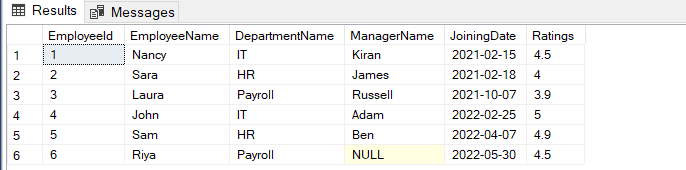 Results Messages
EmployeeId EmployeeName DepartmentName ManagerName JoiningDate Ratings
1 1 Nancy IT Kiran 2021-02-15 4.5
2 2 Sara HR James 2021-02-18 4
3 3 Laura Payroll Russell 2021-10-07 3.9
4 4 John IT Adam 2022-02-25 5
5 5 Sam HR Ben 2022-04-07 4.9
6 6 Riya Payroll NULL 2022-05-30 4.5